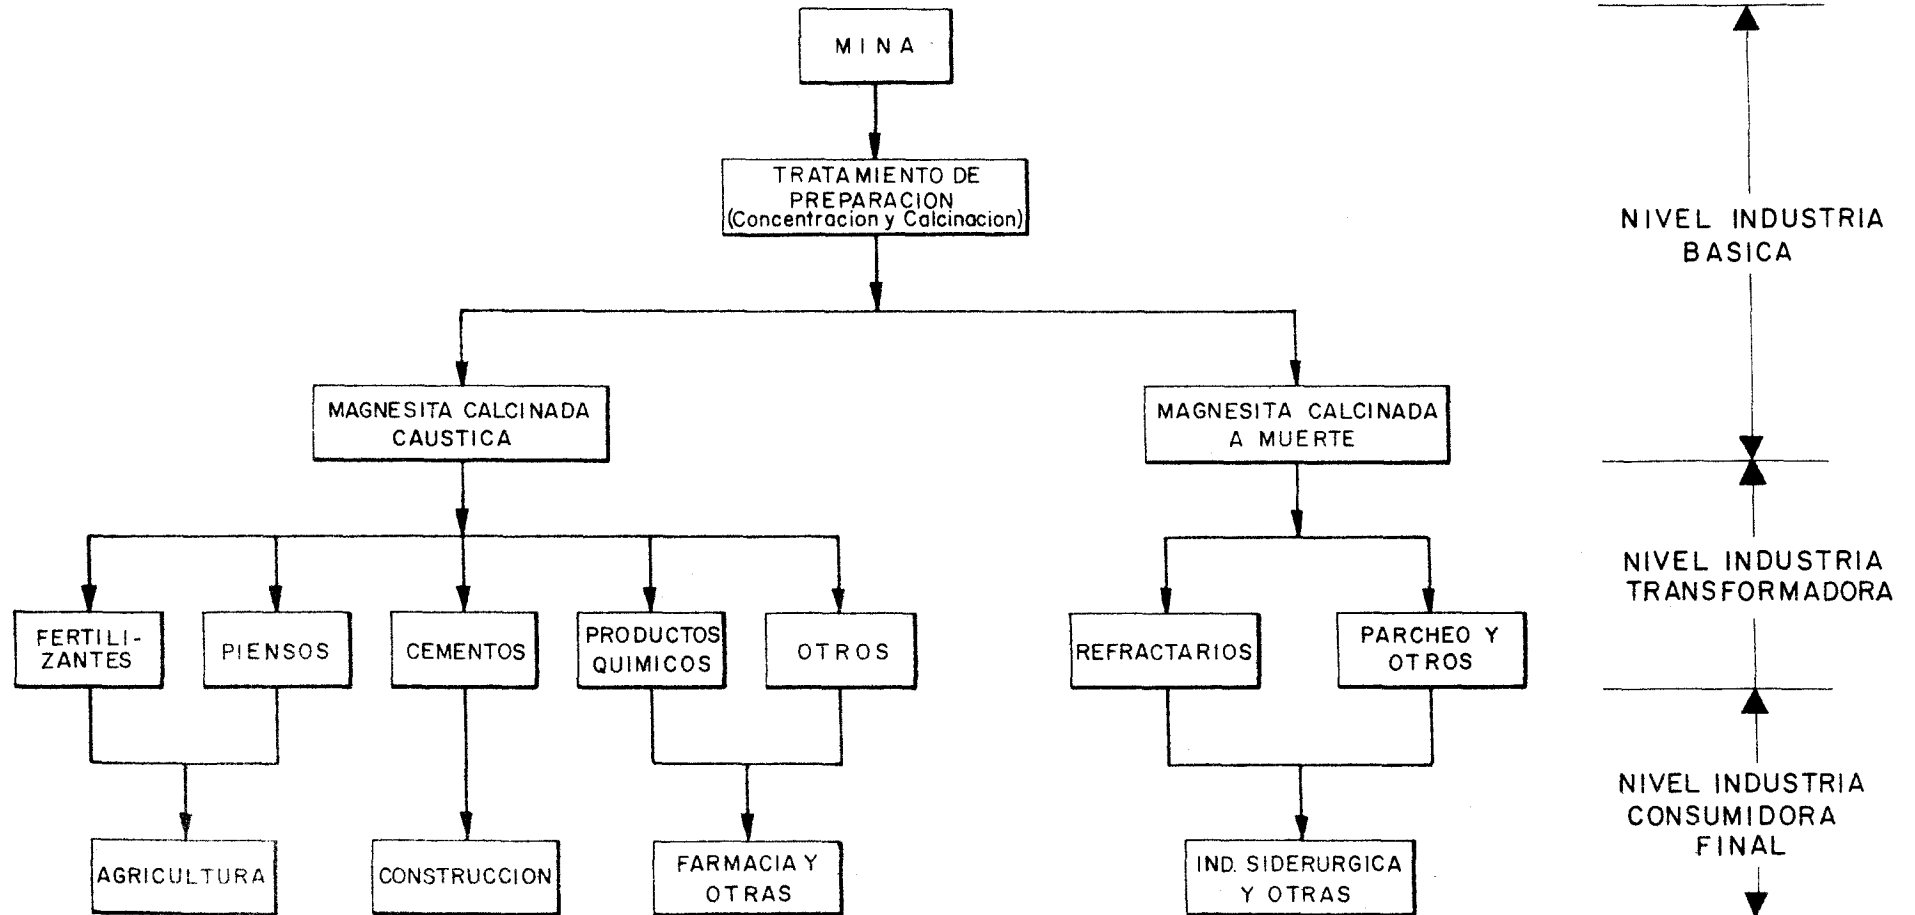 MINA
TRATAMIENTO DE
PREPARACION
(Concentracion y Calcinacion)
NIVEL INDUSTRIA
BASICA
MAGNESITA CALCINADA
CAUSTICA
MAGNESITA CALCINADA
A MUERTE
NIVEL INDUSTRIA
TRANSFORMADORA
FERTILI-
ZANTES
PIENSOS
CEMENTOS
PRODUCTOS
QUIMICOS
OTROS
REFRACTARIOS
PARCHEO Y
OTROS
NIVEL INDUSTRIA
CONSUMIDORA
FINAL
AGRICULTURA
CONSTRUCCION
FARMACIA Y
OTRAS
IND. SIDERURGICA
Y OTRAS